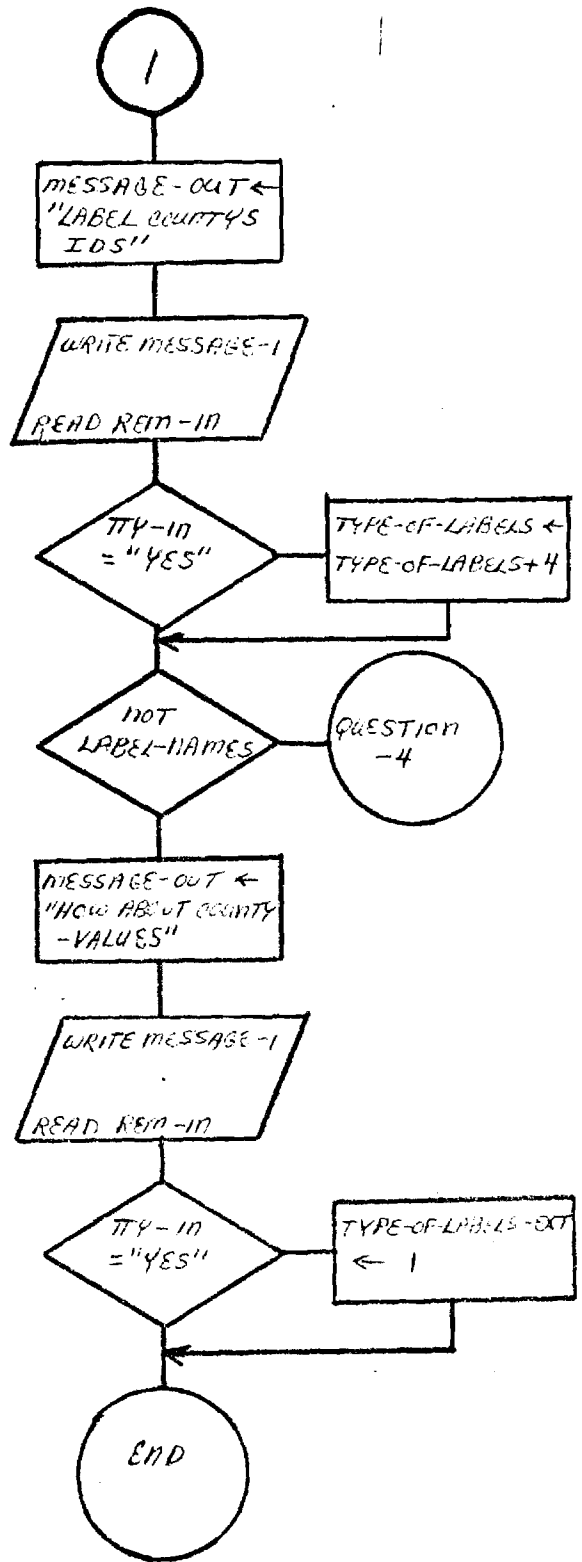 1
MESSAGE-OUT ←
"LABEL COUNTYS
IDS"
WRITE MESSAGE-1
READ REM-IN
TTY-IN
= "YES"
TYPE-OF-LABELS ←
TYPE-OF-LABELS+4
NOT
LABEL-NAMES
QUESTION
-4
MESSAGE-OUT ←
"HOW ABOUT COUNTY
-VALUES"
WRITE MESSAGE-1
READ REM-IN
TTY-IN
="YES"
TYPE-OF-LABELS-EXT
← 1
END